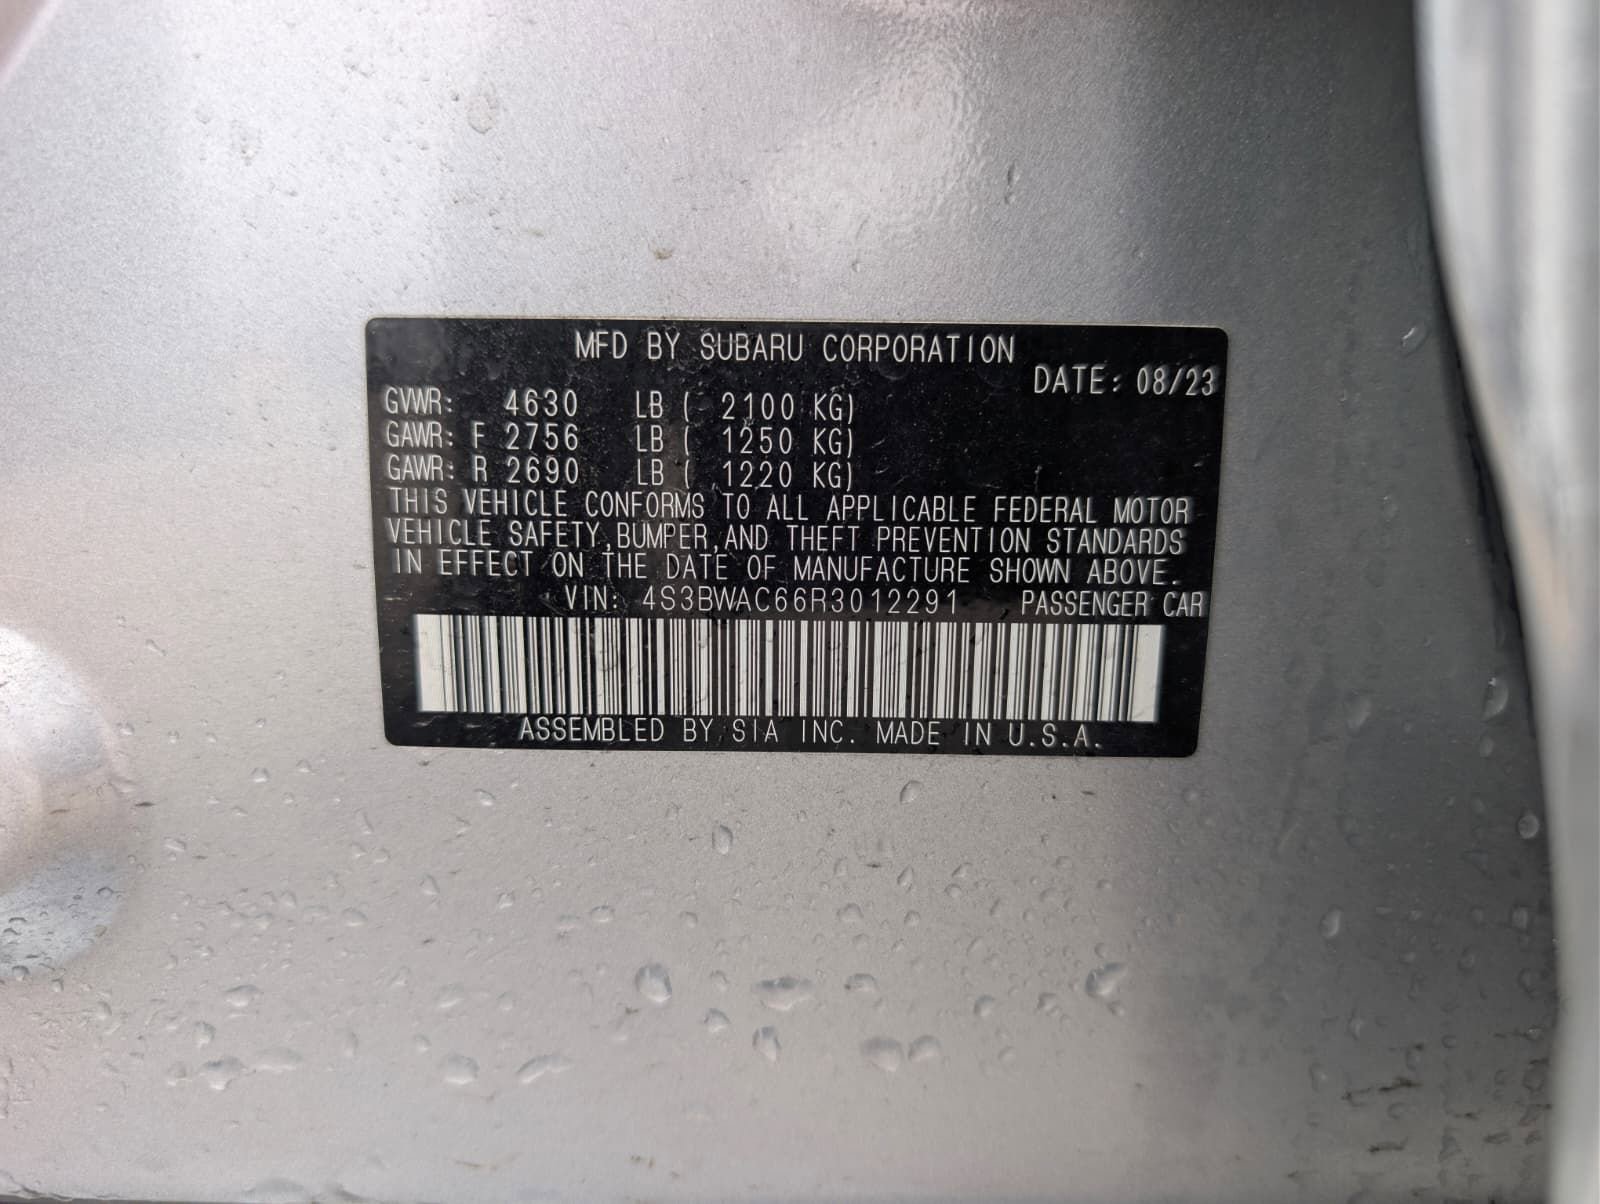 MFD BY SUBARU CORPORATION
DATE: 08/23
GVWR: 4630 LB ( 2100 KG)
GAWR: F 2756 LB ( 1250 KG)
GAWR: R 2690 LB ( 1220 KG)
THIS VEHICLE CONFORMS TO ALL APPLICABLE FEDERAL MOTOR
VEHICLE SAFETY,BUMPER,AND THEFT PREVENTION STANDARDS
IN EFFECT ON THE DATE OF MANUFACTURE SHOWN ABOVE.
VIN: 4S3BWAC66R3012291 PASSENGER CAR
ASSEMBLED BY SIA INC. MADE IN U.S.A.